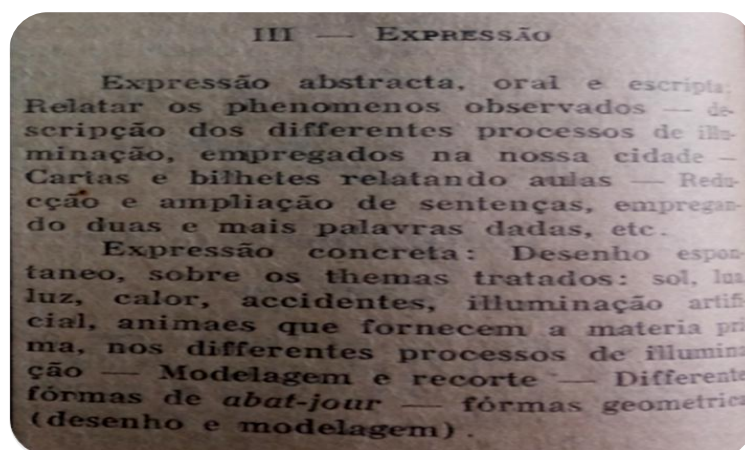 III — EXPRESSÃO
Expressão abstracta, oral e escripta:
Relatar os phenomenos observados — de-
scripção dos differentes processos de illu-
minação, empregados na nossa cidade —
Cartas e bilhetes relatando aulas — Reda-
cção e ampliação de sentenças, empregan-
do duas e mais palavras dadas, etc.
Expressão concreta: Desenho espon-
taneo, sobre os themas tratados: sol, lua
luz, calor, accidentes, illuminação artifi
cial, animaes que fornecem a materia pri
ma, nos differentes processos de illumina
ção — Modelagem e recorte — Differente
fórmas de abat-jour — fórmas geometrica
(desenho e modelagem).